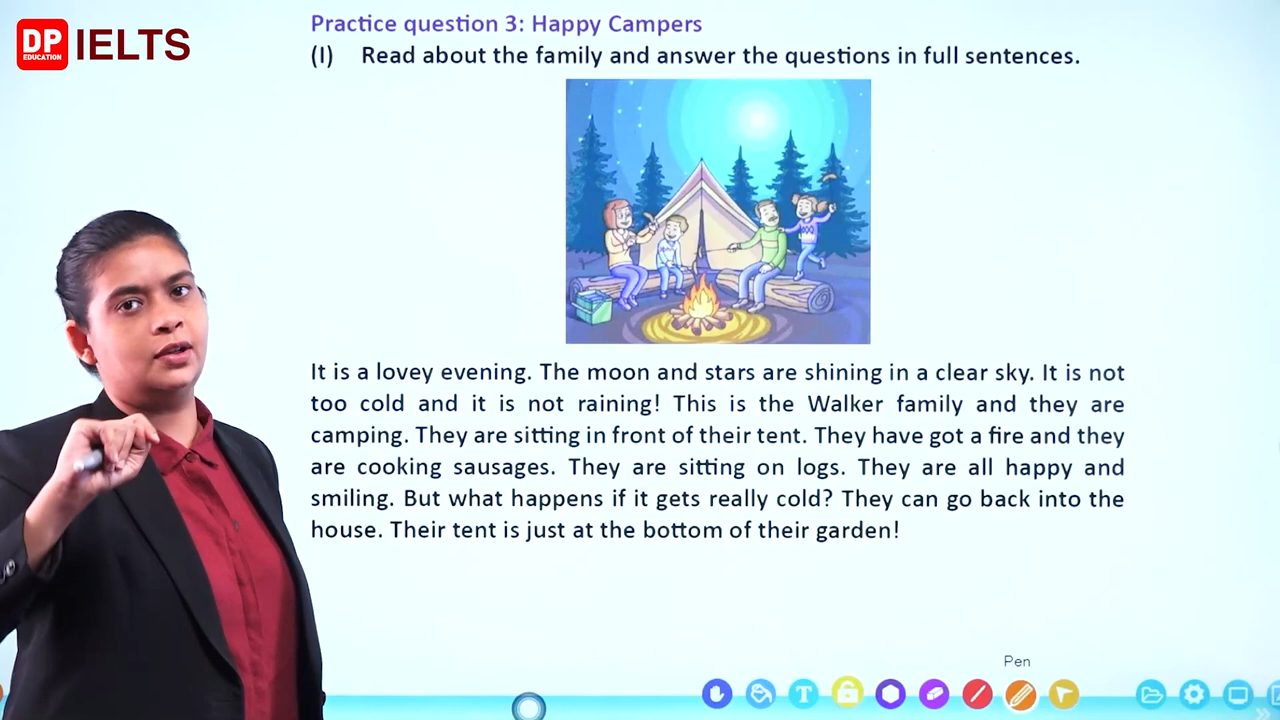 DP
EDUCATION
IELTS
Practice question 3: Happy Campers
(I) Read about the family and answer the questions in full sentences.
It is a lovey evening. The moon and stars are shining in a clear sky. It is not
too cold and it is not raining! This is the Walker family and they are
camping. They are sitting in front of their tent. They have got a fire and they
are cooking sausages. They are sitting on logs. They are all happy and
smiling. But what happens if it gets really cold? They can go back into the
house. Their tent is just at the bottom of their garden!
Pen
T